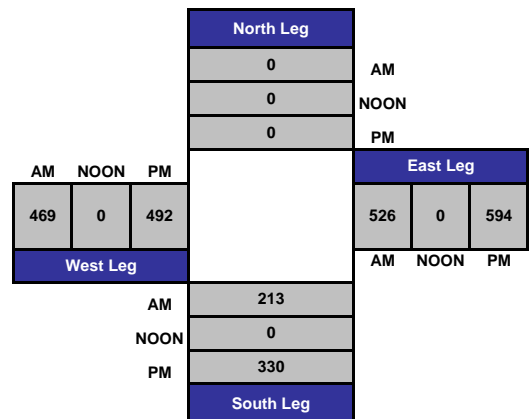 North Leg
0 AM
0 NOON
0 PM
AM NOON PM East Leg
469 0 492 526 0 594
West Leg AM NOON PM
AM 213
NOON 0
PM 330
South Leg